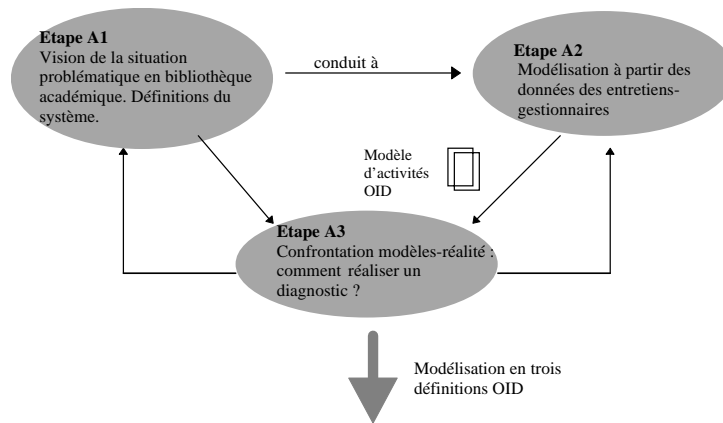 Etape A1
Vision de la situation
problématique en bibliothèque
académique. Définitions du
système.
conduit à
Etape A2
Modélisation à partir des
données des entretiens-
gestionnaires
Modèle
d'activités
OID
Etape A3
Confrontation modèles-réalité :
comment réaliser un
diagnostic ?
Modélisation en trois
définitions OID